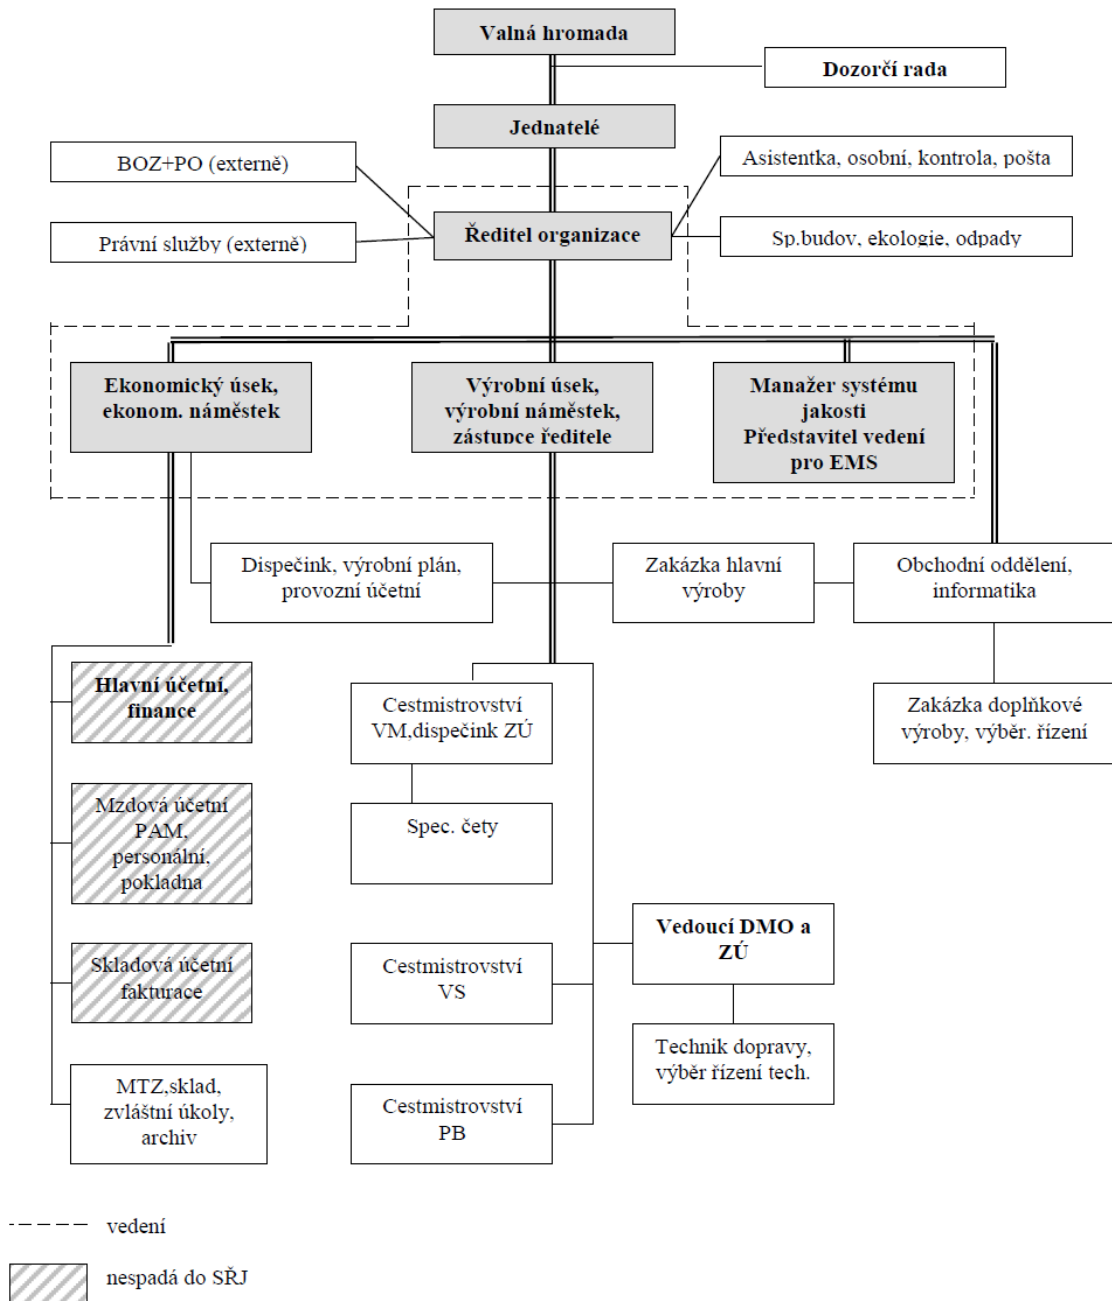 Valná hromada
Dozorčí rada
Jednatelé
BOZ+PO (externě)
Asistentka, osobní, kontrola, pošta
Právní služby (externě)
Ředitel organizace
Sp.budov, ekologie, odpady
Ekonomický úsek,
ekonom. náměstek
Výrobní úsek,
výrobní náměstek,
zástupce ředitele
Manažer systému
jakosti
Představitel vedení
pro EMS
Dispečink, výrobní plán,
provozní účetní
Zakázka hlavní
výroby
Obchodní oddělení,
informatika
Hlavní účetní,
finance
Cestmistrovství
VM,dispečink ZÚ
Zakázka doplňkové
výroby, výběr. řízení
Mzdová účetní
PAM,
personální,
pokladna
Spec. čety
Vedoucí DMO a
ZÚ
Skladová účetní
fakturace
Cestmistrovství
VS
Technik dopravy,
výběr řízení tech.
MTZ,sklad,
zvláštní úkoly,
archiv
Cestmistrovství
PB
vedení
nespadá do SŘJ